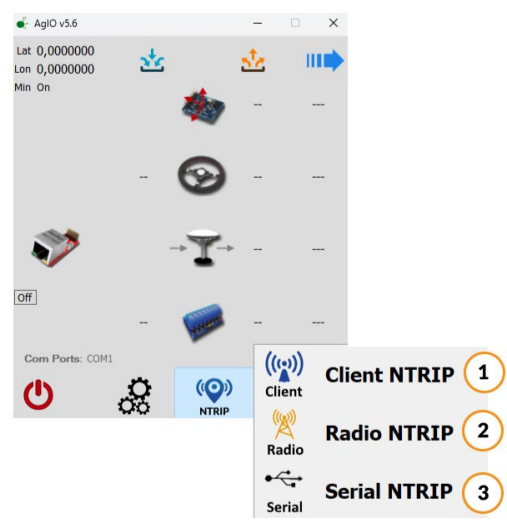 AgIO v5.6
Lat 0,0000000
Lon 0,0000000
Min On
-- ---
-- -- ---
-- ---
Off
-- -- ---
Com Ports: COM1
NTRIP
Client
Client NTRIP 1
Radio
Radio NTRIP 2
Serial
Serial NTRIP 3